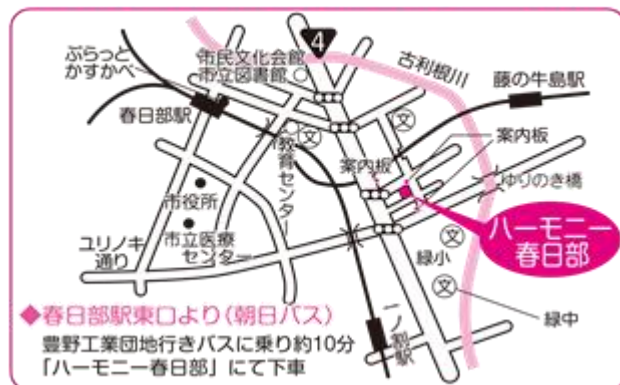 4
ぷらっと
かすかべ
市民文化会館
市立図書館
古利根川
藤の牛島駅
春日部駅
文
文
教育センター
案内板
案内板
ゆりのき橋
市役所
市立医療
センター
ユリノキ
通り
ハーモニー
春日部
緑小
文
文
緑中
一ノ割駅
◆春日部駅東口より(朝日バス)
豊野工業団地行きバスに乗り約10分
「ハーモニー春日部」にて下車